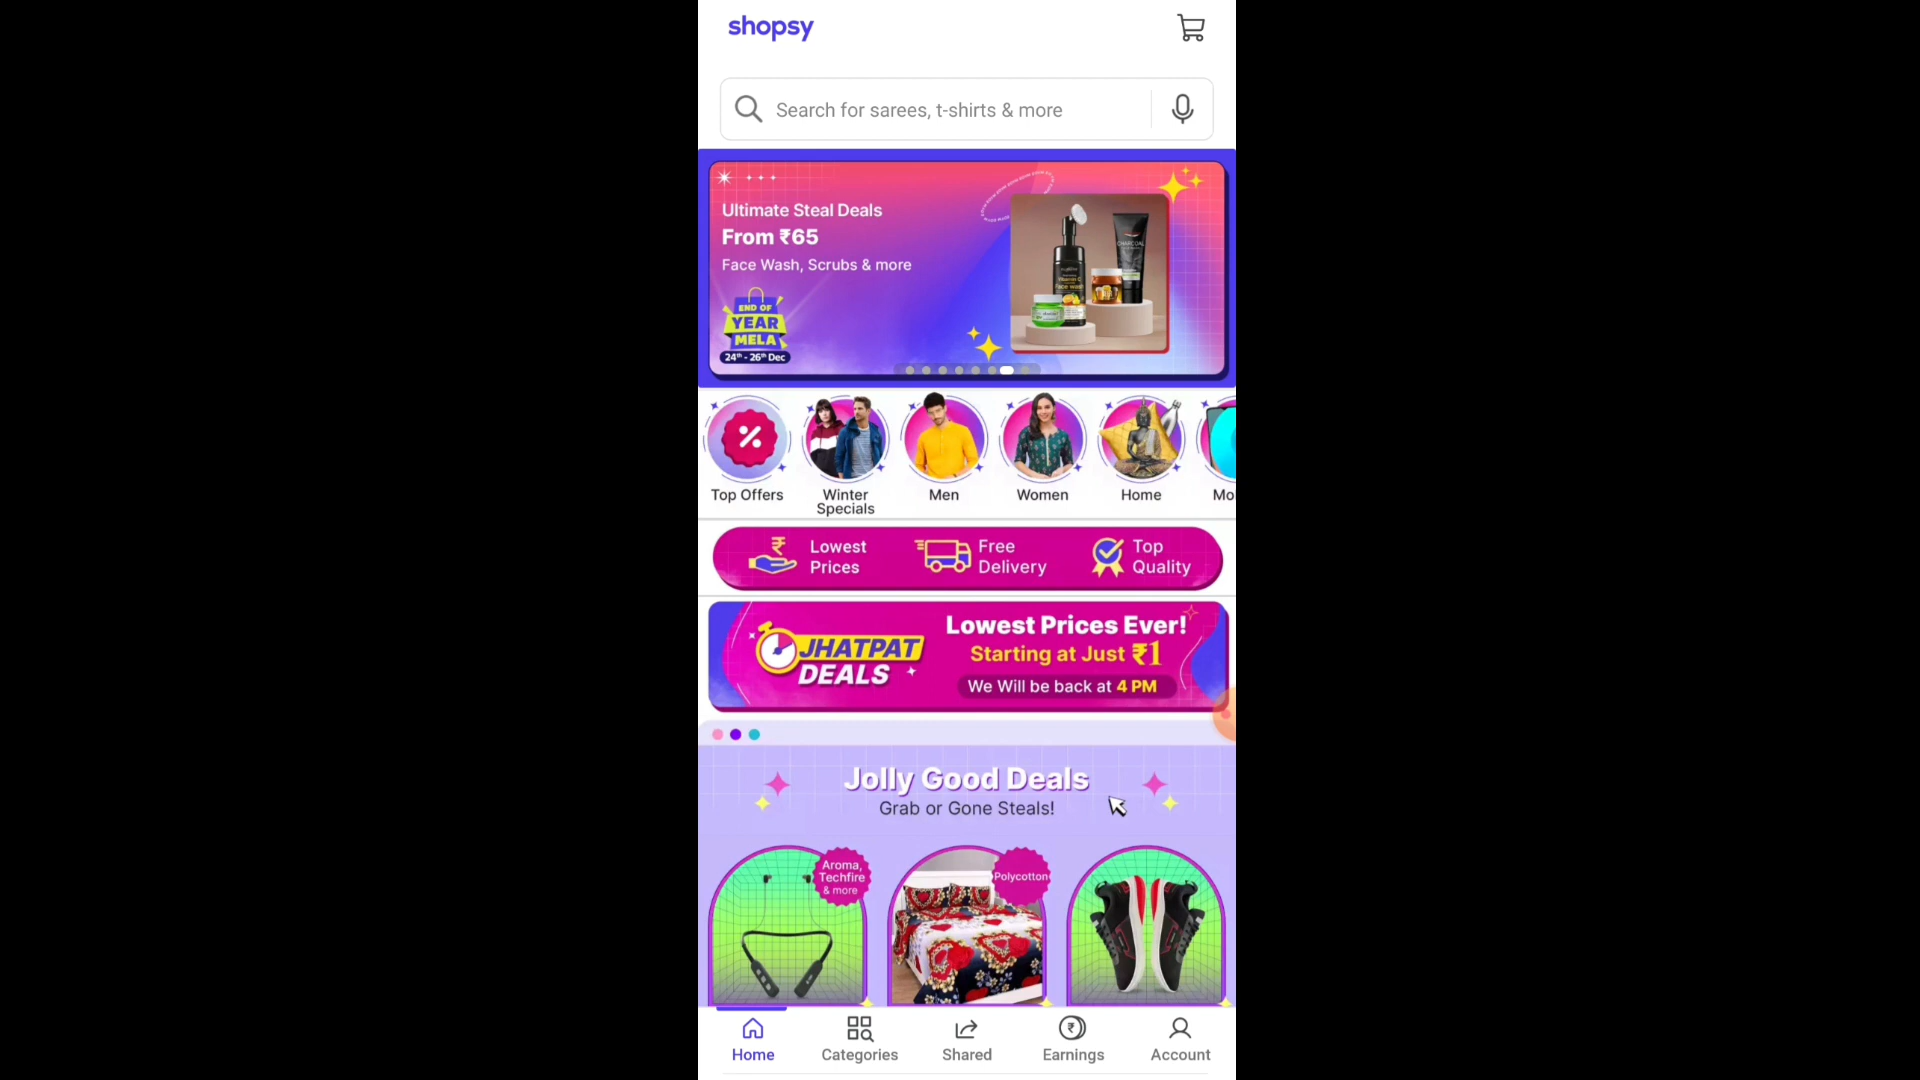 shopsy
Search for sarees, t-shirts & more
Ultimate Steal Deals
From ₹65
Face Wash, Scrubs & more
END OF
YEAR
MELA
24th - 26th Dec
CHARCOAL
Face Wash
Top Offers
Winter
Specials
Men
Women
Home
Mo
Lowest
Prices
Free
Delivery
Top
Quality
JHATPAT
DEALS
Lowest Prices Ever!
Starting at Just ₹1
We Will be back at 4 PM
Jolly Good Deals
Grab or Gone Steals!
Aroma,
Techfire
& more
Polycotton
Home
Categories
Shared
Earnings
Account